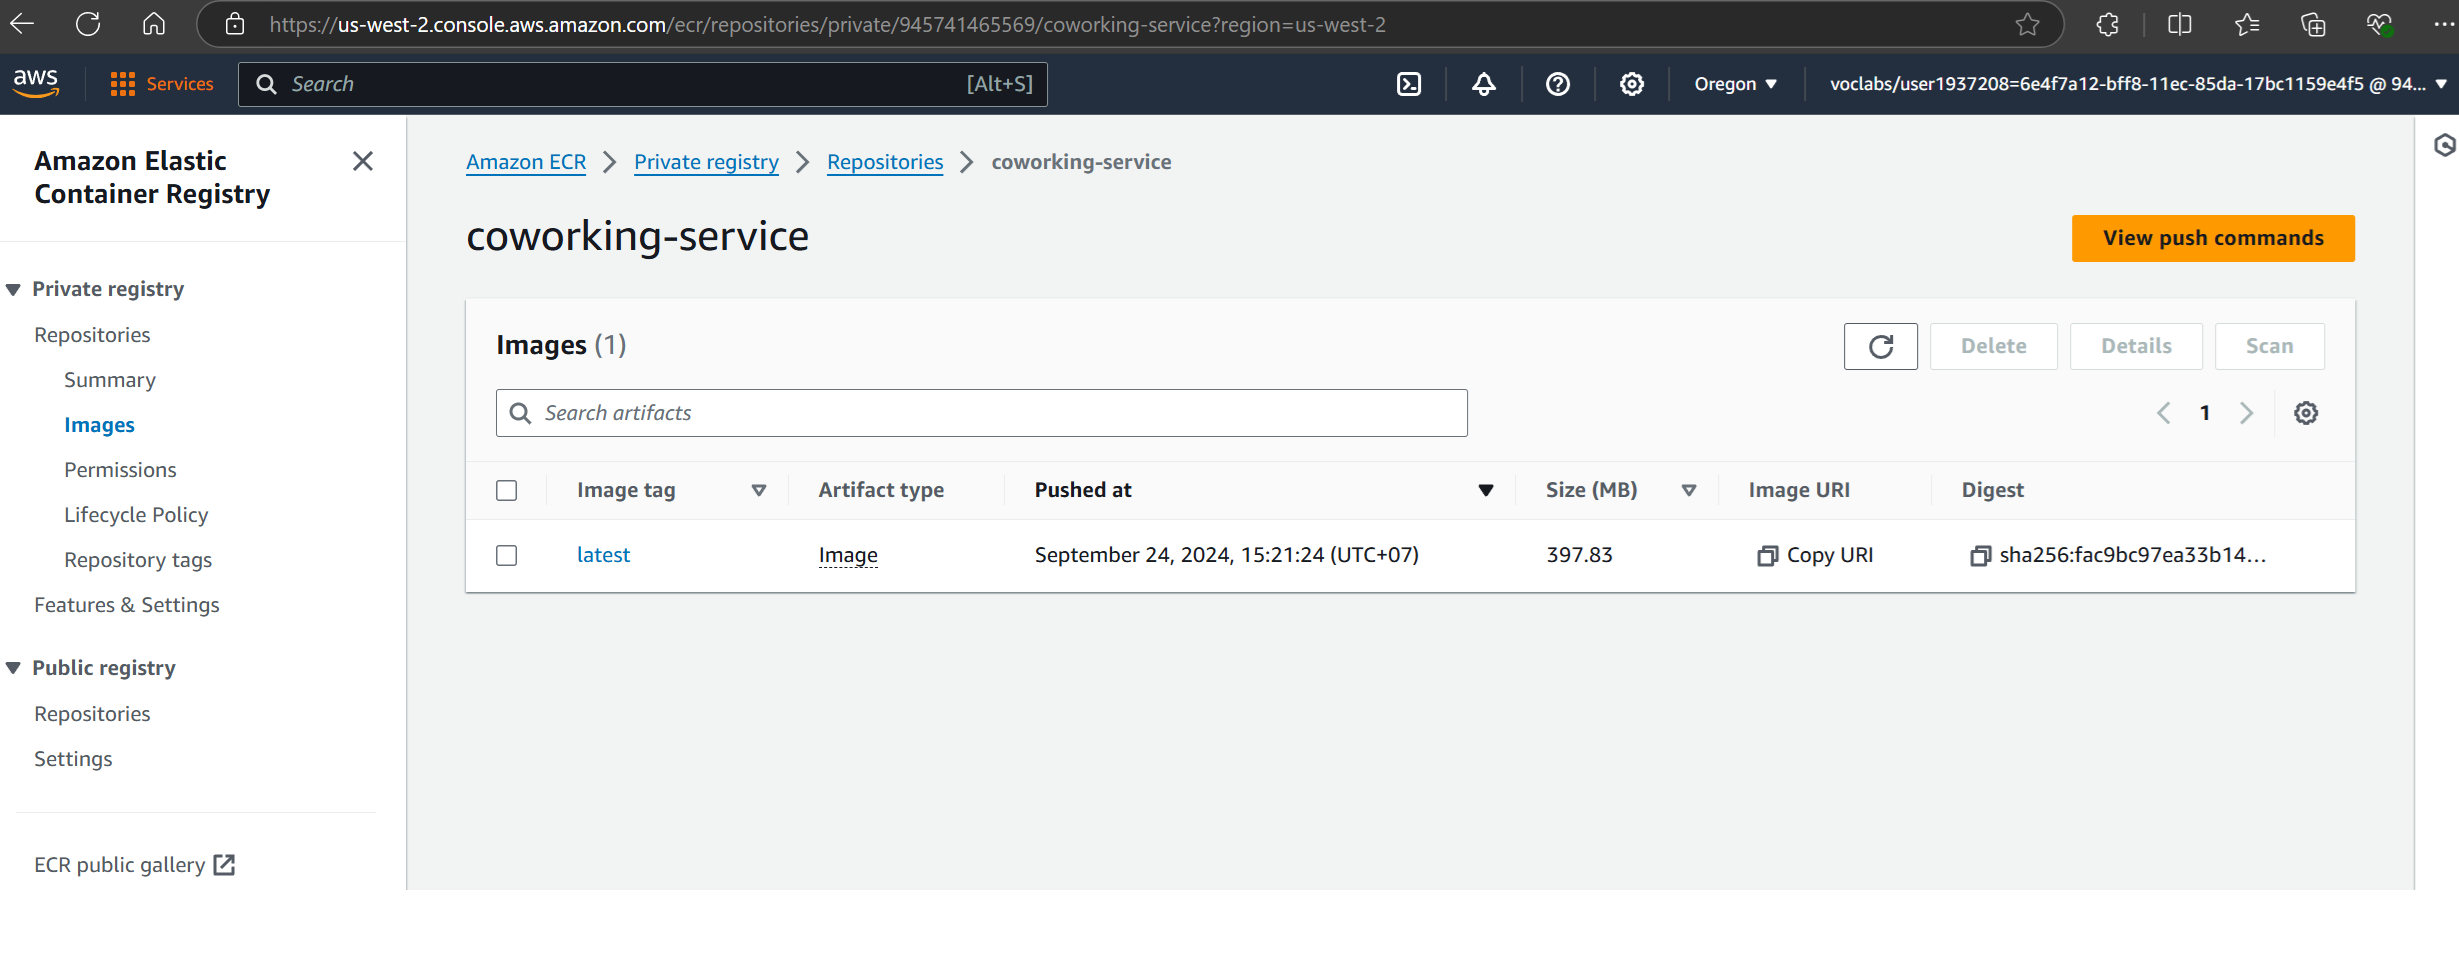 https://us-west-2.console.aws.amazon.com/ecr/repositories/private/945741465569/coworking-service?region=us-west-2
aws
Services
Search
[Alt+S]
Oregon
voclabs/user1937208=6e4f7a12-bff8-11ec-85da-17bc1159e4f5 @ 94...
Amazon Elastic
Container Registry
Private registry
Repositories
Summary
Images
Permissions
Lifecycle Policy
Repository tags
Features & Settings
Public registry
Repositories
Settings
ECR public gallery
Amazon ECR
Private registry
Repositories
coworking-service
coworking-service
View push commands
Images (1)
Delete
Details
Scan
Search artifacts
1
Image tag
Artifact type
Pushed at
Size (MB)
Image URI
Digest
latest
Image
September 24, 2024, 15:21:24 (UTC+07)
397.83
Copy URI
sha256:fac9bc97ea33b14...